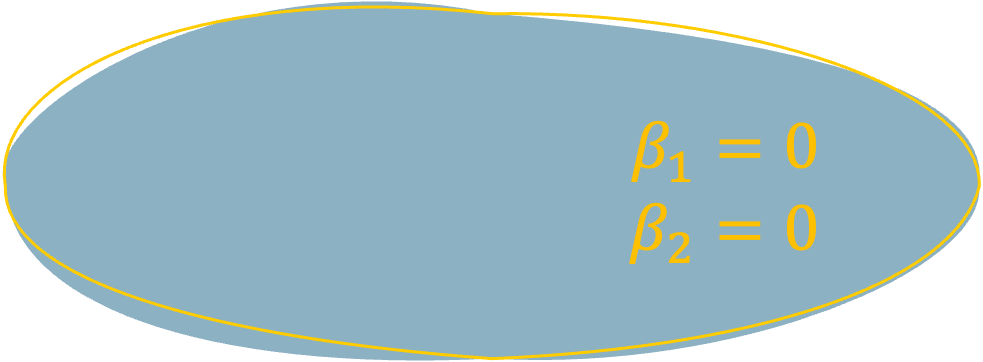 β₁ = 0
β₂ = 0